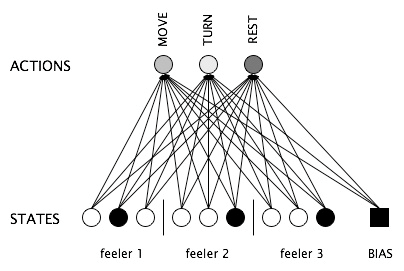 MOVE TURN REST
ACTIONS
STATES
feeler 1 feeler 2 feeler 3 BIAS